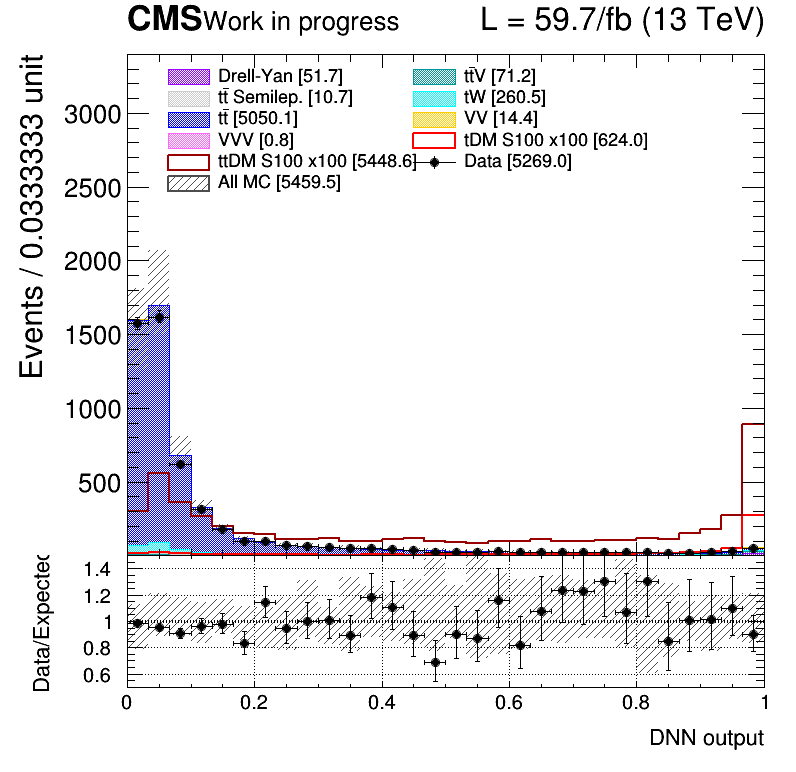 CMS Work in progress L = 59.7/fb (13 TeV)
Events / 0.0333333 unit
3000
2500
2000
1500
1000
500
Drell-Yan [51.7]
tt̄ Semilep. [10.7]
tt̄ [5050.1]
VVV [0.8]
ttDM S100 x100 [5448.6]
All MC [5459.5]
tt̄V [71.2]
tW [260.5]
VV [14.4]
tDM S100 x100 [624.0]
Data [5269.0]
Data/Expected
1.4
1.2
1
0.8
0.6
0 0.2 0.4 0.6 0.8 1
DNN output